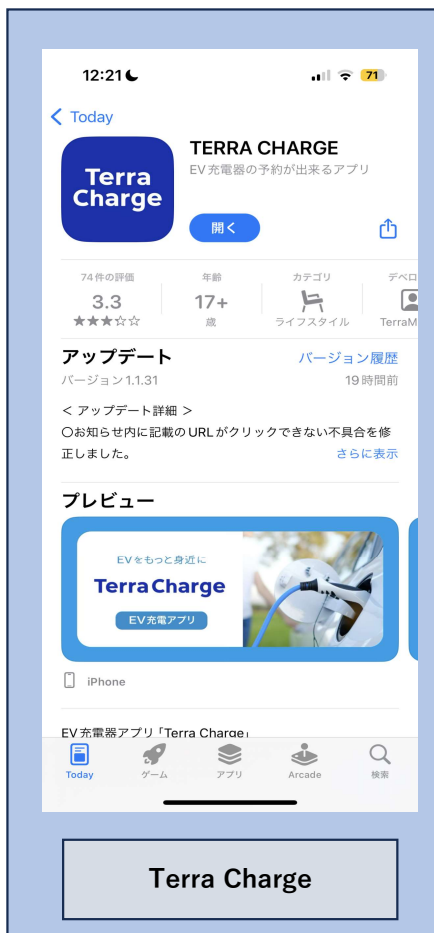 12:21
71
Today
Terra
Charge
TERRA CHARGE
EV充電器の予約が出来るアプリ
開く
74件の評価
年齢
カテゴリ
デベロ
3.3
17+
★★★☆☆
歳
ライフスタイル
TerraM
アップデート
バージョン履歴
バージョン 1.1.31
19時間前
< アップデート詳細 >
〇お知らせ内に記載のURLがクリックできない不具合を修
正しました。
さらに表示
プレビュー
EVをもっと身近に
Terra Charge
EV充電アプリ
iPhone
EV充電器アプリ「Terra Charge」
Today
ゲーム
アプリ
Arcade
検索
Terra Charge